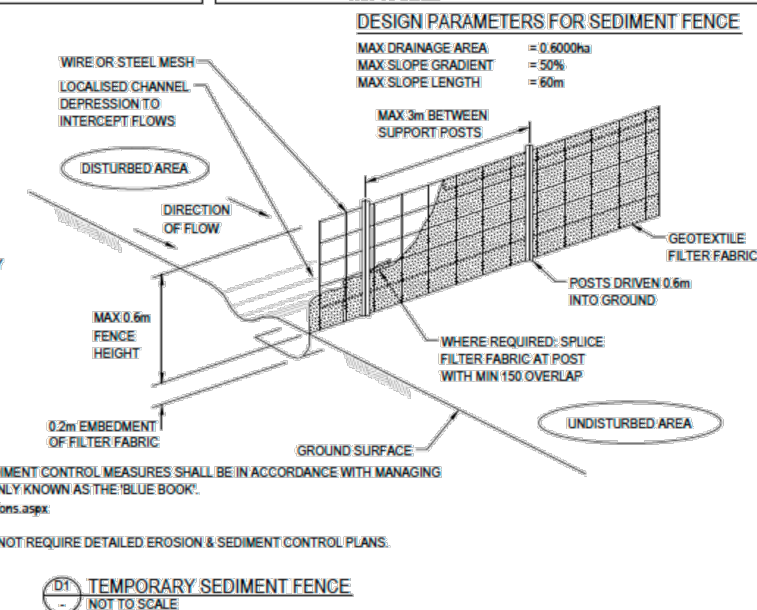 DESIGN PARAMETERS FOR SEDIMENT FENCE
MAX DRAINAGE AREA = 0.6000ha
MAX SLOPE GRADIENT = 50%
MAX SLOPE LENGTH = 60m
WIRE OR STEEL MESH
LOCALISED CHANNEL
DEPRESSION TO
INTERCEPT FLOWS
MAX 3m BETWEEN
SUPPORT POSTS
DISTURBED AREA
DIRECTION
OF FLOW
GEOTEXTILE
FILTER FABRIC
POSTS DRIVEN 0.6m
INTO GROUND
MAX 0.6m
FENCE
HEIGHT
WHERE REQUIRED: SPLICE
FILTER FABRIC AT POST
WITH MIN 150 OVERLAP
0.2m EMBEDMENT
OF FILTER FABRIC
UNDISTURBED AREA
GROUND SURFACE
IMENT CONTROL MEASURES SHALL BE IN ACCORDANCE WITH MANAGING
NLY KNOWN AS THE 'BLUE BOOK'.
ons.aspx
NOT REQUIRE DETAILED EROSION & SEDIMENT CONTROL PLANS.
D1
-
TEMPORARY SEDIMENT FENCE
NOT TO SCALE